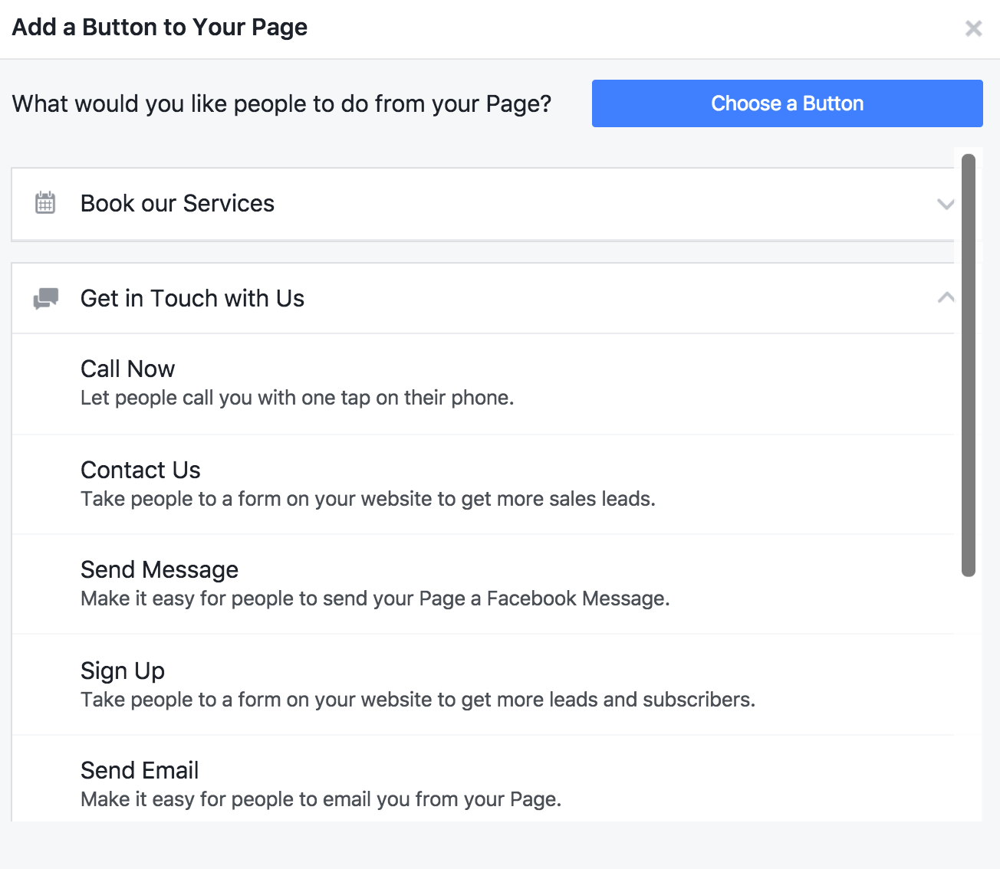 Add a Button to Your Page
What would you like people to do from your Page?
Choose a Button
Book our Services
Get in Touch with Us
Call Now
Let people call you with one tap on their phone.
Contact Us
Take people to a form on your website to get more sales leads.
Send Message
Make it easy for people to send your Page a Facebook Message.
Sign Up
Take people to a form on your website to get more leads and subscribers.
Send Email
Make it easy for people to email you from your Page.